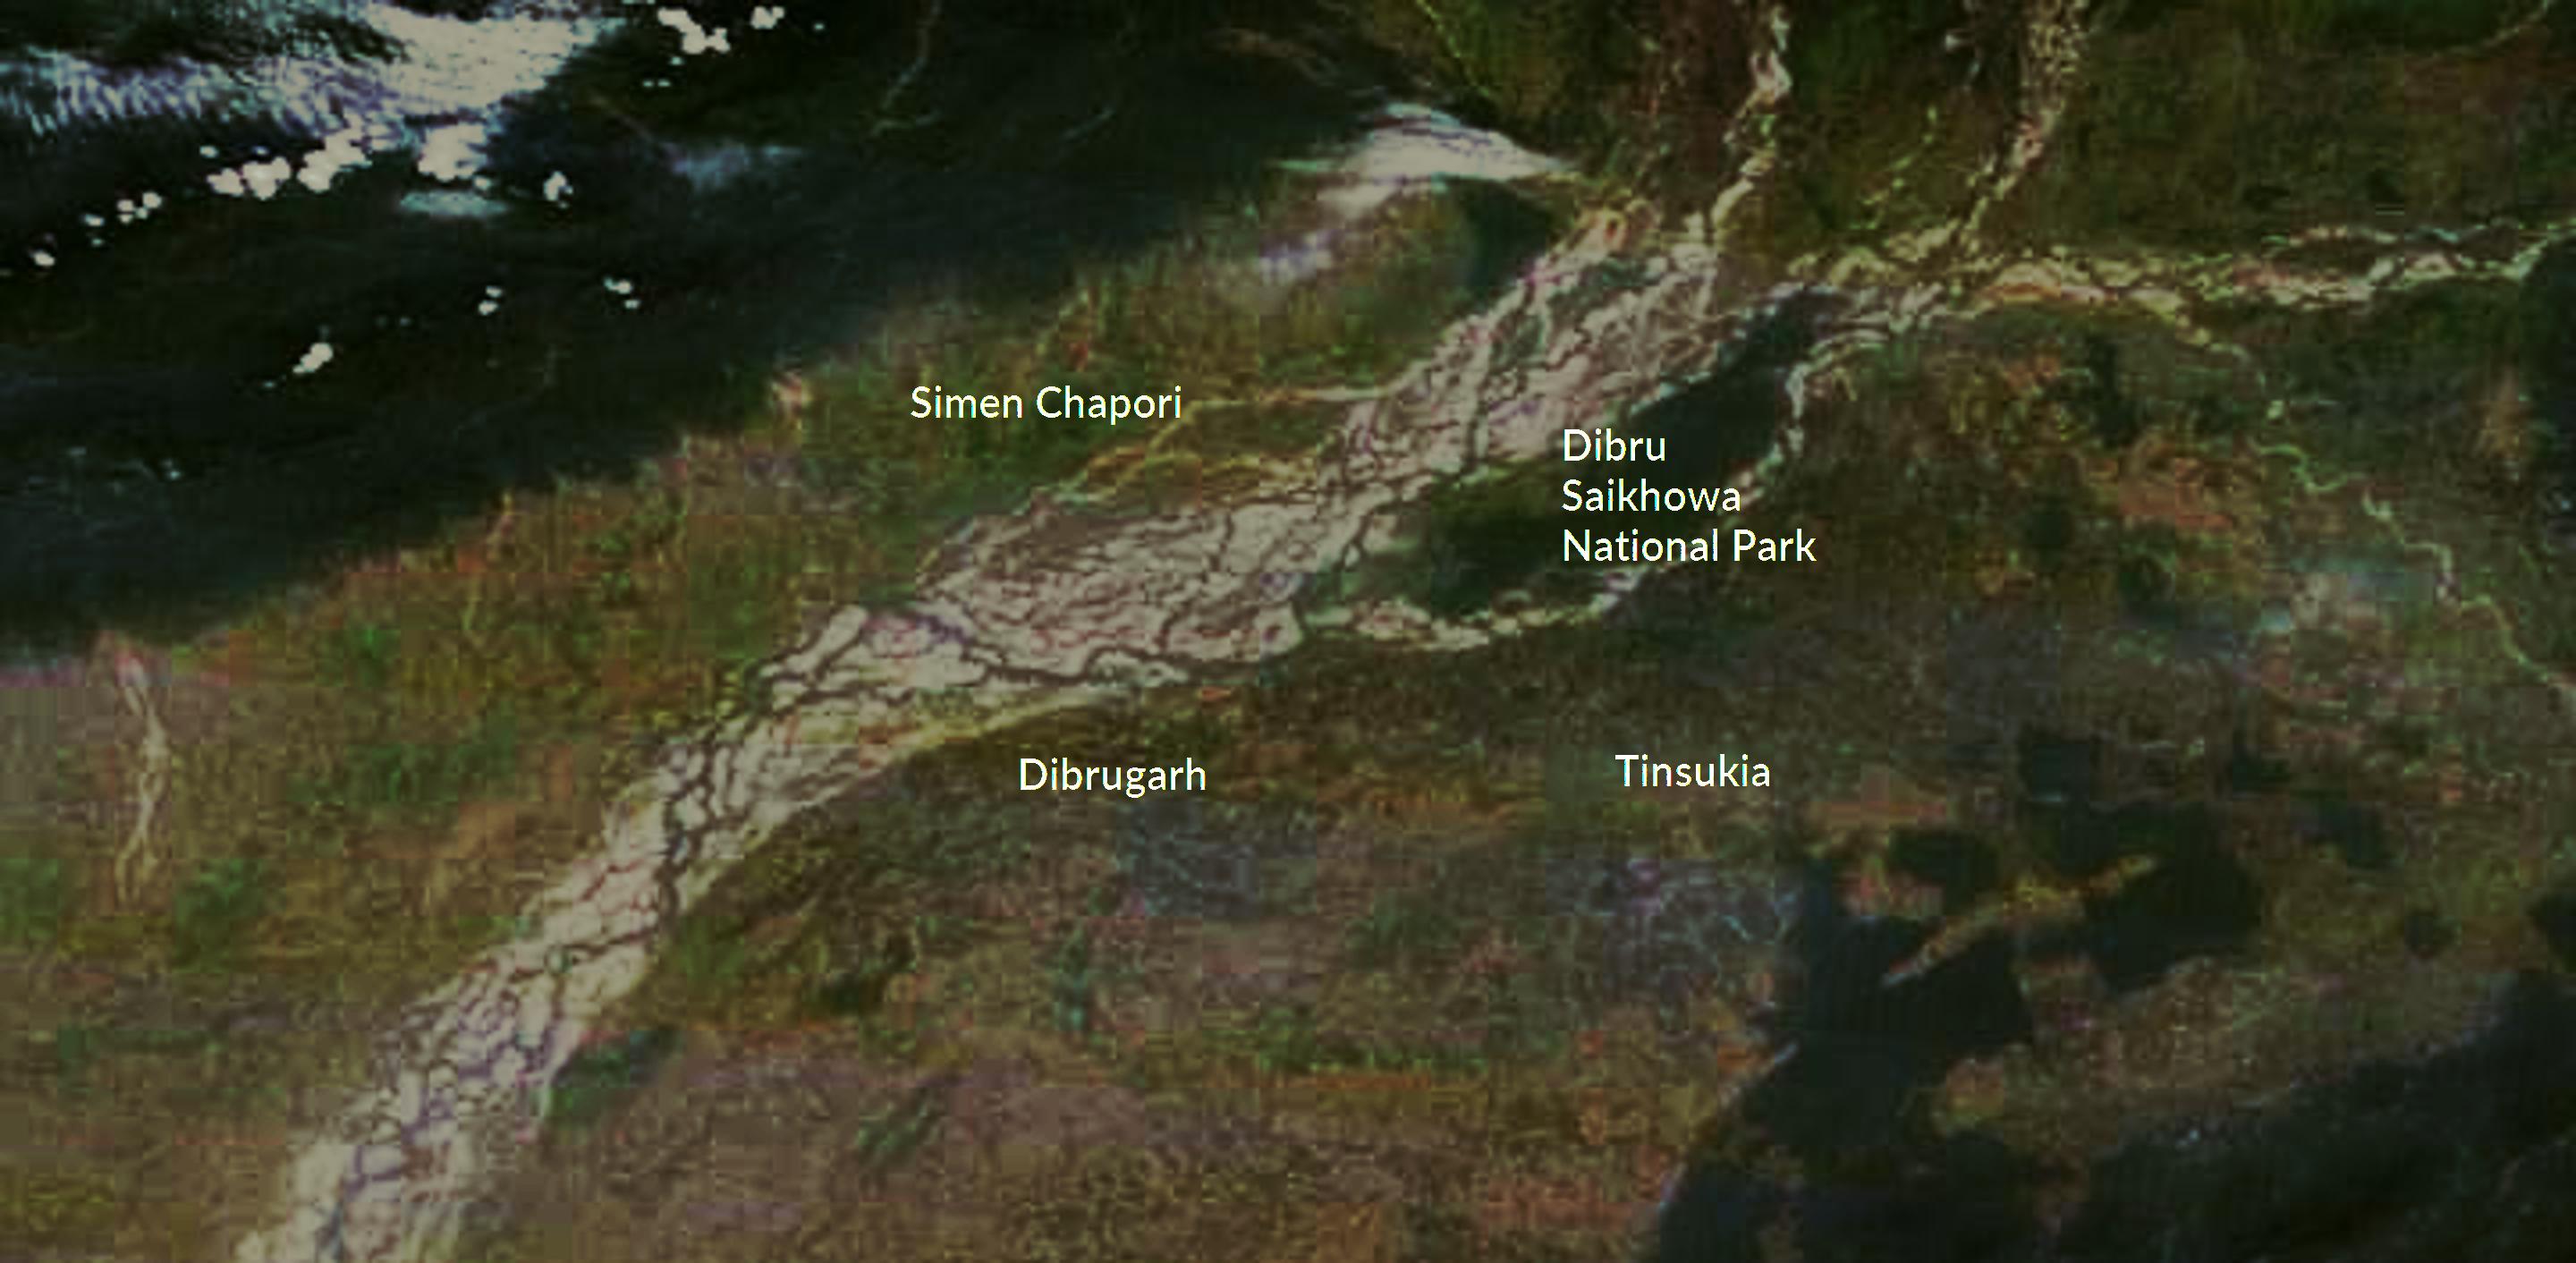 Simen Chapori
Dibru
Saikhowa
National Park
Dibrugarh
Tinsukia